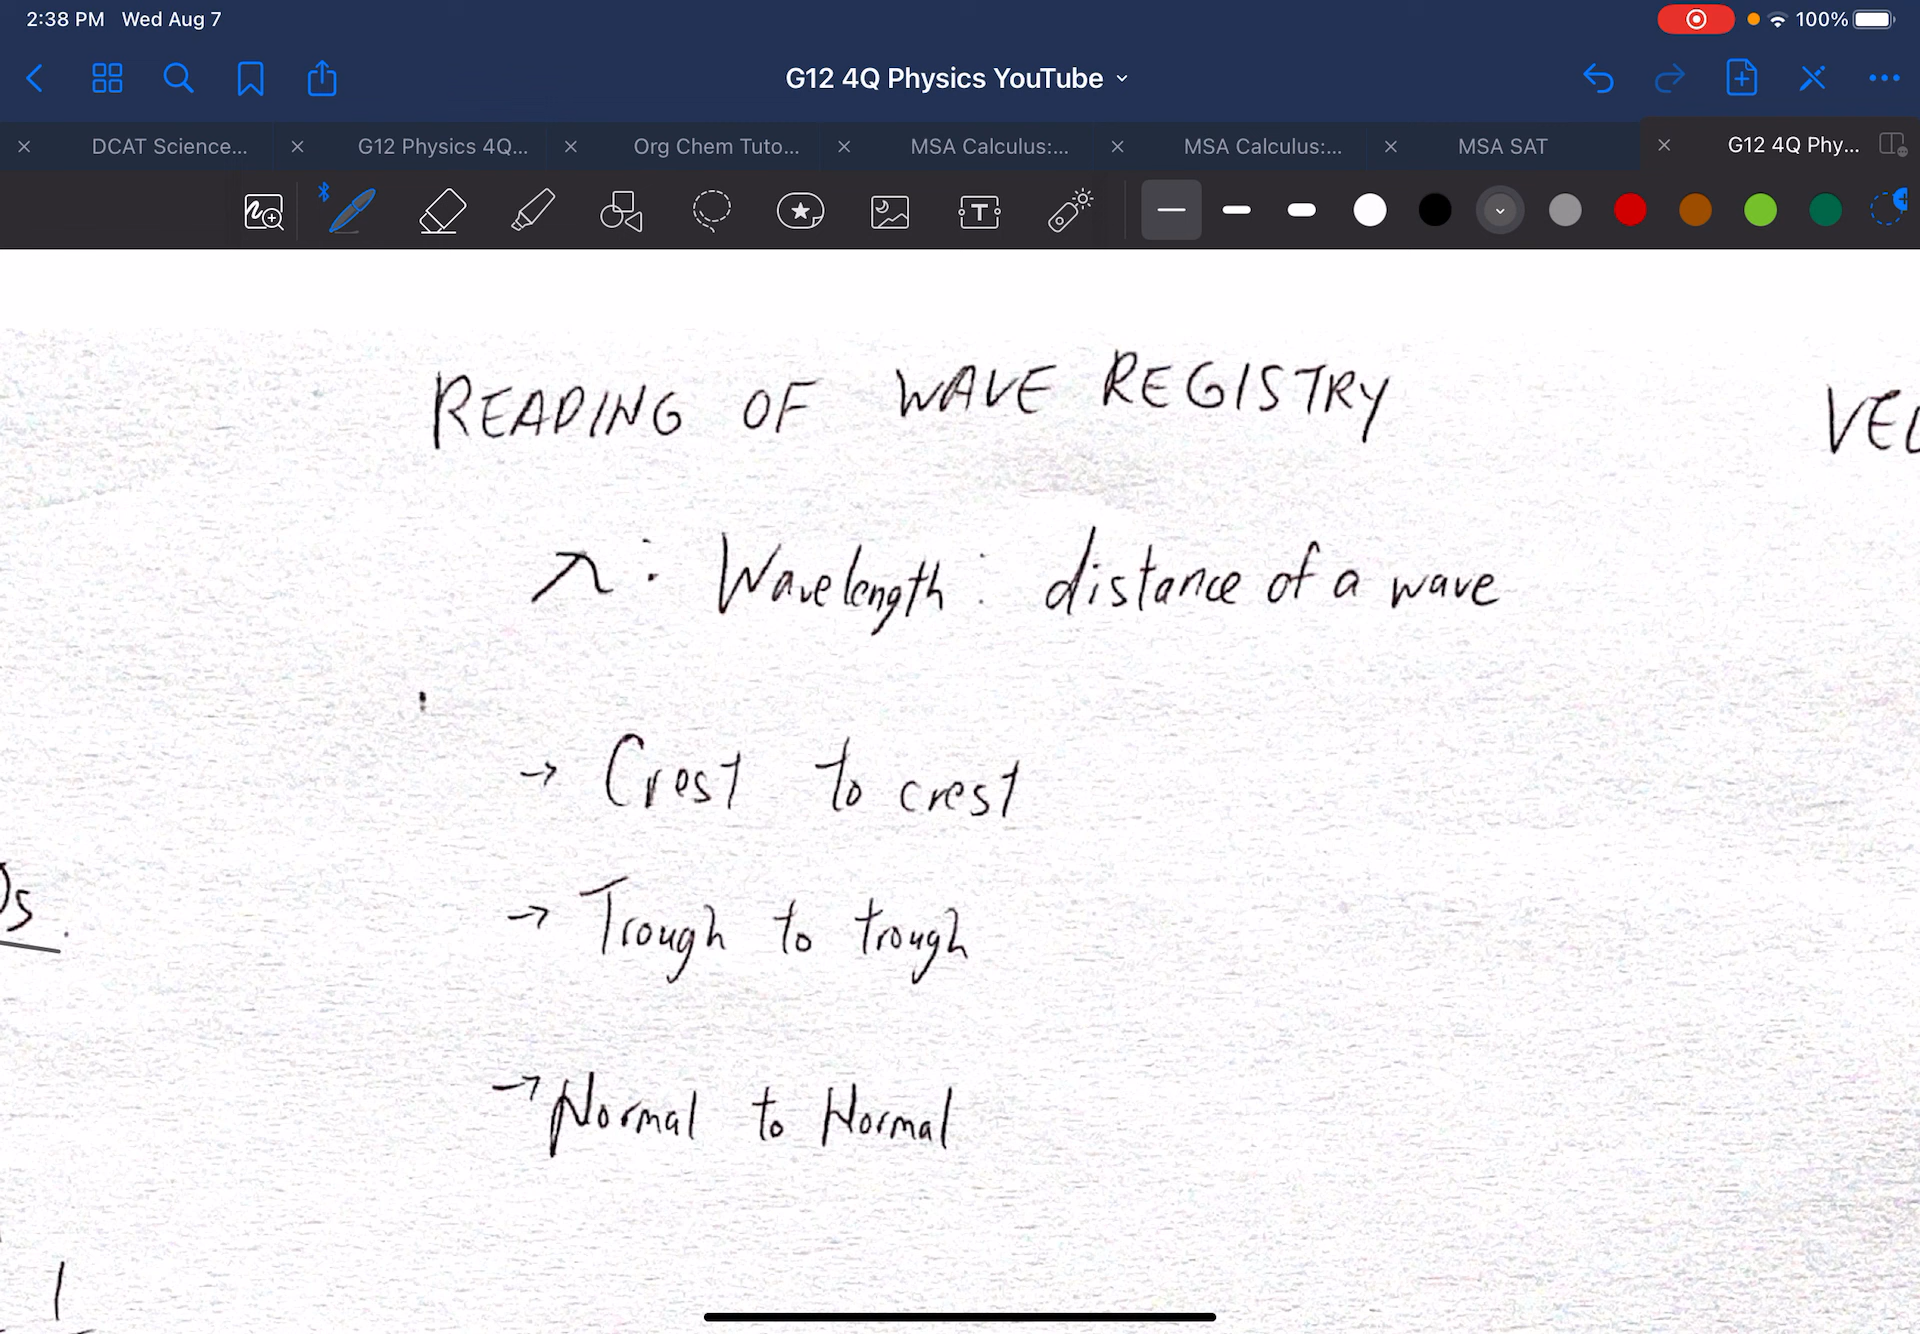 2:38 PM Wed Aug 7 100%
G12 4Q Physics YouTube
DCAT Science... G12 Physics 4Q... Org Chem Tuto... MSA Calculus:... MSA Calculus:... MSA SAT G12 4Q Phy...
READING OF WAVE REGISTRY
λ: Wavelength: distance of a wave
→ Crest to crest
→ Trough to trough
→ Normal to Normal